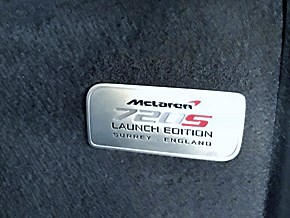 McLaren
720S
LAUNCH EDITION
SURREY ENGLAND